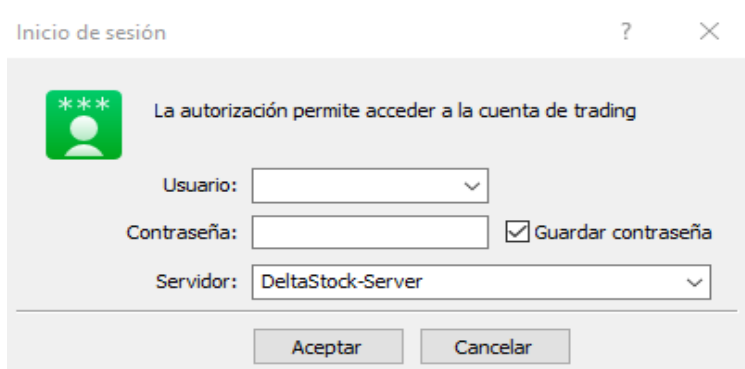 Inicio de sesión ?
***
La autorización permite acceder a la cuenta de trading
Usuario:
Contraseña: Guardar contraseña
Servidor: DeltaStock-Server
Aceptar Cancelar